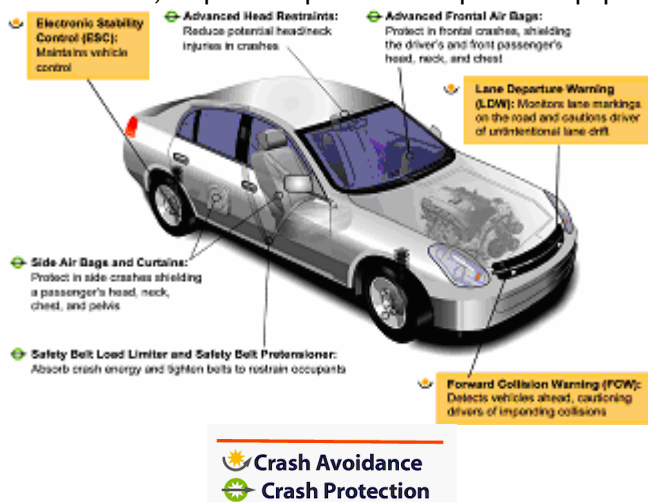 Electronic Stability
Control (ESC):
Maintains vehicle
control
Advanced Head Restraints:
Reduce potential head/neck
injuries in crashes
Advanced Frontal Air Bags:
Protect in frontal crashes, shielding
the driver's and front passenger's
head, neck, and chest
Lane Departure Warning
(LDW): Monitors lane markings
on the road and cautions driver
of unintentional lane drift
Side Air Bags and Curtains:
Protect in side crashes shielding
a passenger's head, neck,
chest, and pelvis
Safety Belt Load Limiter and Safety Belt Pretensioner:
Absorb crash energy and tighten belts to restrain occupants
Forward Collision Warning (FCW):
Detects vehicles ahead, cautioning
drivers of impending collisions
Crash Avoidance
Crash Protection